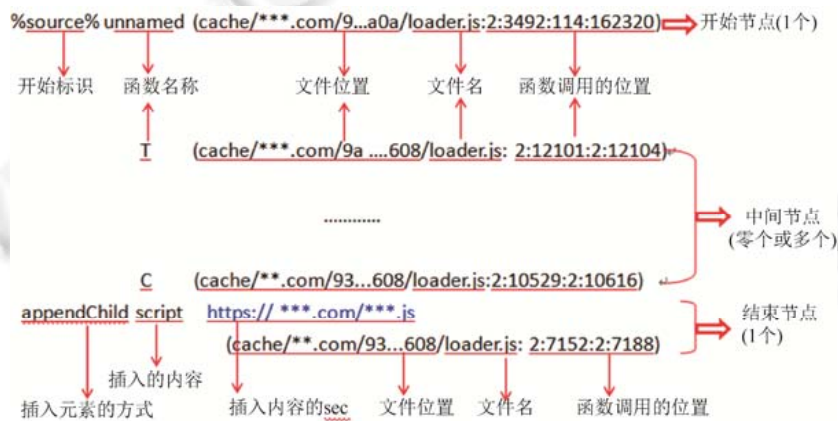 %source% unnamed (cache/***.com/9...a0a/loader.js:2:3492:114:162320) 开始节点(1个)
开始标识 函数名称 文件位置 文件名 函数调用的位置
T (cache/***.com/9a ....608/loader.js: 2:12101:2:12104)
............
中间节点
(零个或多个)
C (cache/**.com/93...608/loader.js:2:10529:2:10616)
appendChild script https:// ***.com/***.js
结束节点
(1个)
(cache/**.com/93...608/loader.js: 2:7152:2:7188)
插入的内容
插入元素的方式 插入内容的sec 文件位置 文件名 函数调用的位置